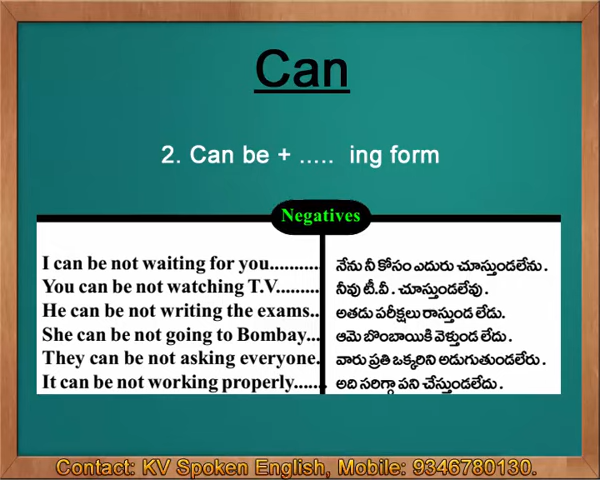 Can
2. Can be + ..... ing form
Negatives
I can be not waiting for you........... నేను నీ కోసం ఎదురు చూస్తుండలేను.
You can be not watching T.V......... నీవు టీ.వీ. చూస్తుండలేవు.
He can be not writing the exams.. అతడు పరీక్షలు రాస్తుండ లేడు.
She can be not going to Bombay... ఆమె బొంబాయికి వెళ్తుండ లేదు.
They can be not asking everyone. వారు ప్రతి ఒక్కరిని అడుగుతుండలేరు.
It can be not working properly....... అది సరిగ్గా పని చేస్తుండలేదు.
Contact: KV Spoken English, Mobile: 9346780130.